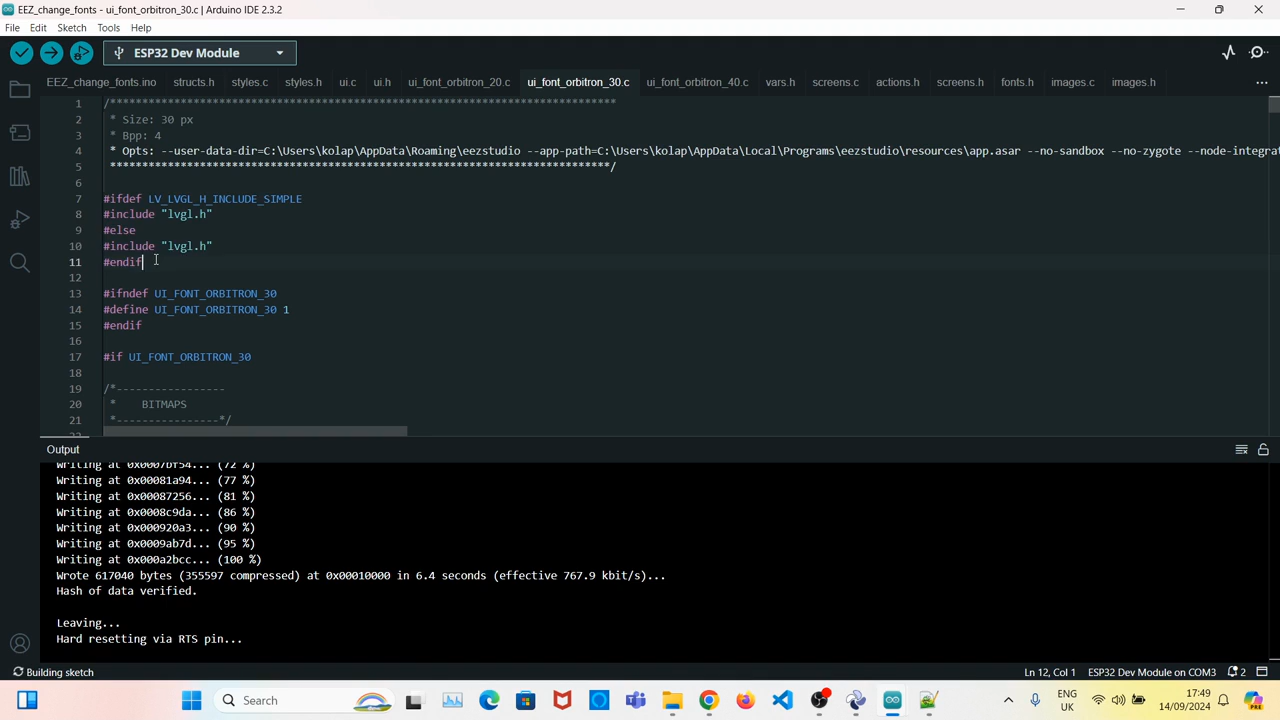 EEZ_change_fonts - ui_font_orbitron_30.c | Arduino IDE 2.3.2
File Edit Sketch Tools Help
ESP32 Dev Module
EEZ_change_fonts.ino structs.h styles.c styles.h ui.c ui.h ui_font_orbitron_20.c ui_font_orbitron_30.c ui_font_orbitron_40.c vars.h screens.c actions.h screens.h fonts.h images.c images.h
1 /*******************************************************************************
2 * Size: 30 px
3 * Bpp: 4
4 * Opts: --user-data-dir=C:\Users\kolap\AppData\Roaming\eezstudio --app-path=C:\Users\kolap\AppData\Local\Programs\eezstudio\resources\app.asar --no-sandbox --no-zygote --node-integrat
5 ******************************************************************************/
6
7 #ifdef LV_LVGL_H_INCLUDE_SIMPLE
8 #include "lvgl.h"
9 #else
10 #include "lvgl.h"
11 #endif
12
13 #ifndef UI_FONT_ORBITRON_30
14 #define UI_FONT_ORBITRON_30 1
15 #endif
16
17 #if UI_FONT_ORBITRON_30
18
19 /*-----------------
20 * BITMAPS
21 *----------------*/
Output
Writing at 0x0007bf54... (72 %)
Writing at 0x00081a94... (77 %)
Writing at 0x00087256... (81 %)
Writing at 0x0008c9da... (86 %)
Writing at 0x000920a3... (90 %)
Writing at 0x0009ab7d... (95 %)
Writing at 0x000a2bcc... (100 %)
Wrote 617040 bytes (355597 compressed) at 0x00010000 in 6.4 seconds (effective 767.9 kbit/s)...
Hash of data verified.
Leaving...
Hard resetting via RTS pin...
Building sketch Ln 12, Col 1 ESP32 Dev Module on COM3 2
Search ENG 17:49
UK 14/09/2024